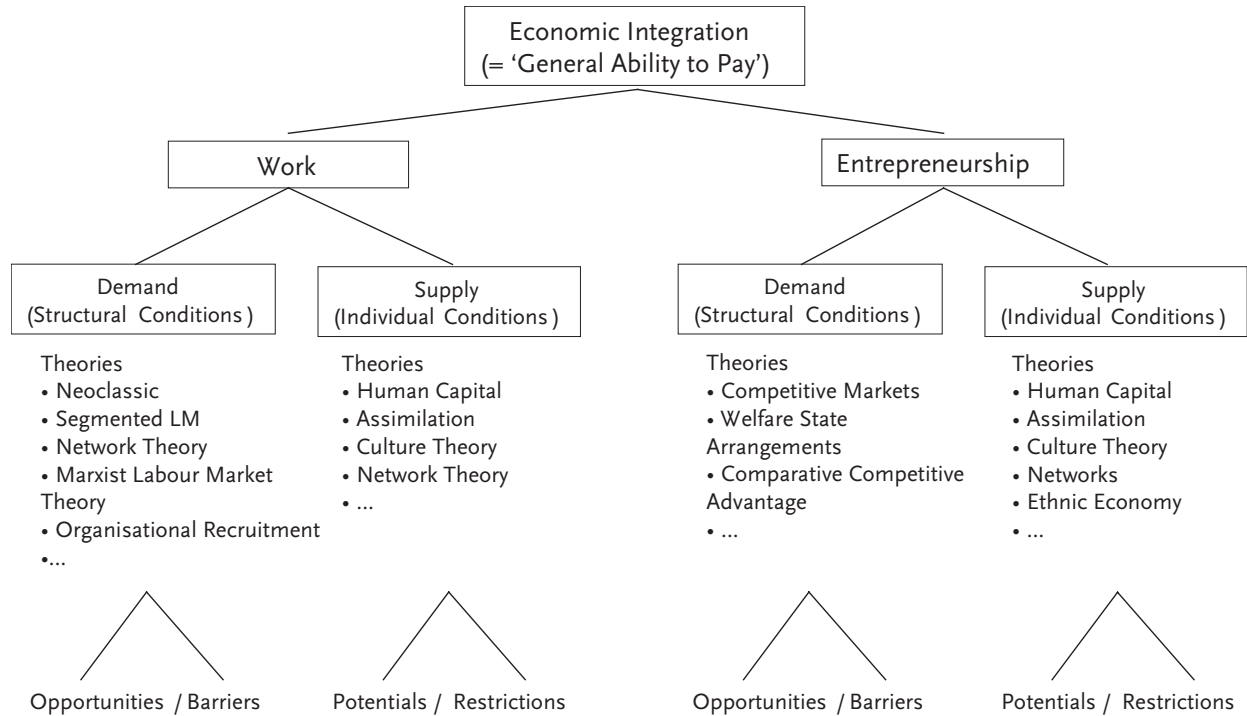 Economic Integration
(= ‘General Ability to Pay’)
Work
Entrepreneurship
Demand
(Structural Conditions)
Supply
(Individual Conditions)
Demand
(Structural Conditions)
Supply
(Individual Conditions)
Theories
• Neoclassic
• Segmented LM
• Network Theory
• Marxist Labour Market
Theory
• Organisational Recruitment
•...
Theories
• Human Capital
• Assimilation
• Culture Theory
• Network Theory
• ...
Theories
• Competitive Markets
• Welfare State
Arrangements
• Comparative Competitive
Advantage
• ...
Theories
• Human Capital
• Assimilation
• Culture Theory
• Networks
• Ethnic Economy
• ...
Opportunities / Barriers
Potentials / Restrictions
Opportunities / Barriers
Potentials / Restrictions